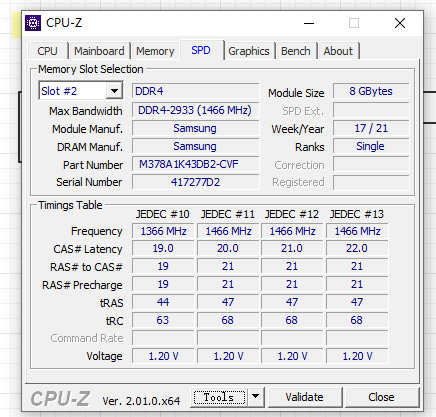 CPU-Z
CPU Mainboard Memory SPD Graphics Bench About
Memory Slot Selection
Slot #2 DDR4 Module Size 8 GBytes
Max Bandwidth DDR4-2933 (1466 MHz) SPD Ext.
Module Manuf. Samsung Week/Year 17 / 21
DRAM Manuf. Samsung Ranks Single
Part Number M378A1K43DB2-CVF Correction
Serial Number 417277D2 Registered
Timings Table
JEDEC #10 JEDEC #11 JEDEC #12 JEDEC #13
Frequency 1366 MHz 1466 MHz 1466 MHz 1466 MHz
CAS# Latency 19.0 20.0 21.0 22.0
RAS# to CAS# 19 21 21 21
RAS# Precharge 19 21 21 21
tRAS 44 47 47 47
tRC 63 68 68 68
Command Rate
Voltage 1.20 V 1.20 V 1.20 V 1.20 V
CPU-Z Ver. 2.01.0.x64 Tools Validate Close